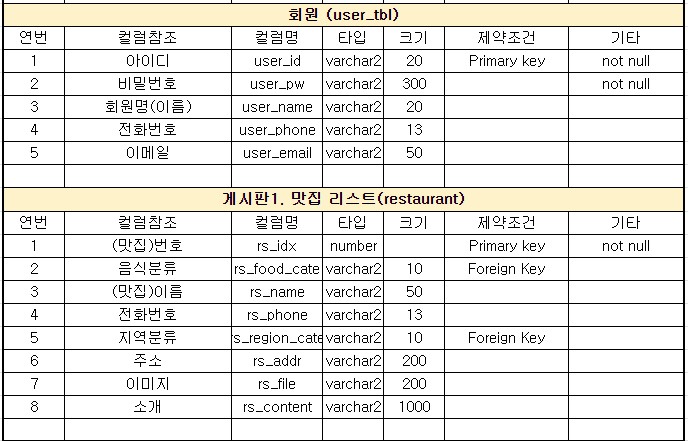 회원 (user_tbl)
연번 컬럼참조 컬럼명 타입 크기 제약조건 기타
1 아이디 user_id varchar2 20 Primary key not null
2 비밀번호 user_pw varchar2 300 not null
3 회원명(이름) user_name varchar2 20
4 전화번호 user_phone varchar2 13
5 이메일 user_email varchar2 50
게시판1. 맛집 리스트(restaurant)
연번 컬럼참조 컬럼명 타입 크기 제약조건 기타
1 (맛집)번호 rs_idx number Primary key not null
2 음식분류 rs_food_cate varchar2 10 Foreign Key
3 (맛집)이름 rs_name varchar2 50
4 전화번호 rs_phone varchar2 13
5 지역분류 s_region_cate varchar2 10 Foreign Key
6 주소 rs_addr varchar2 200
7 이미지 rs_file varchar2 200
8 소개 rs_content varchar2 1000